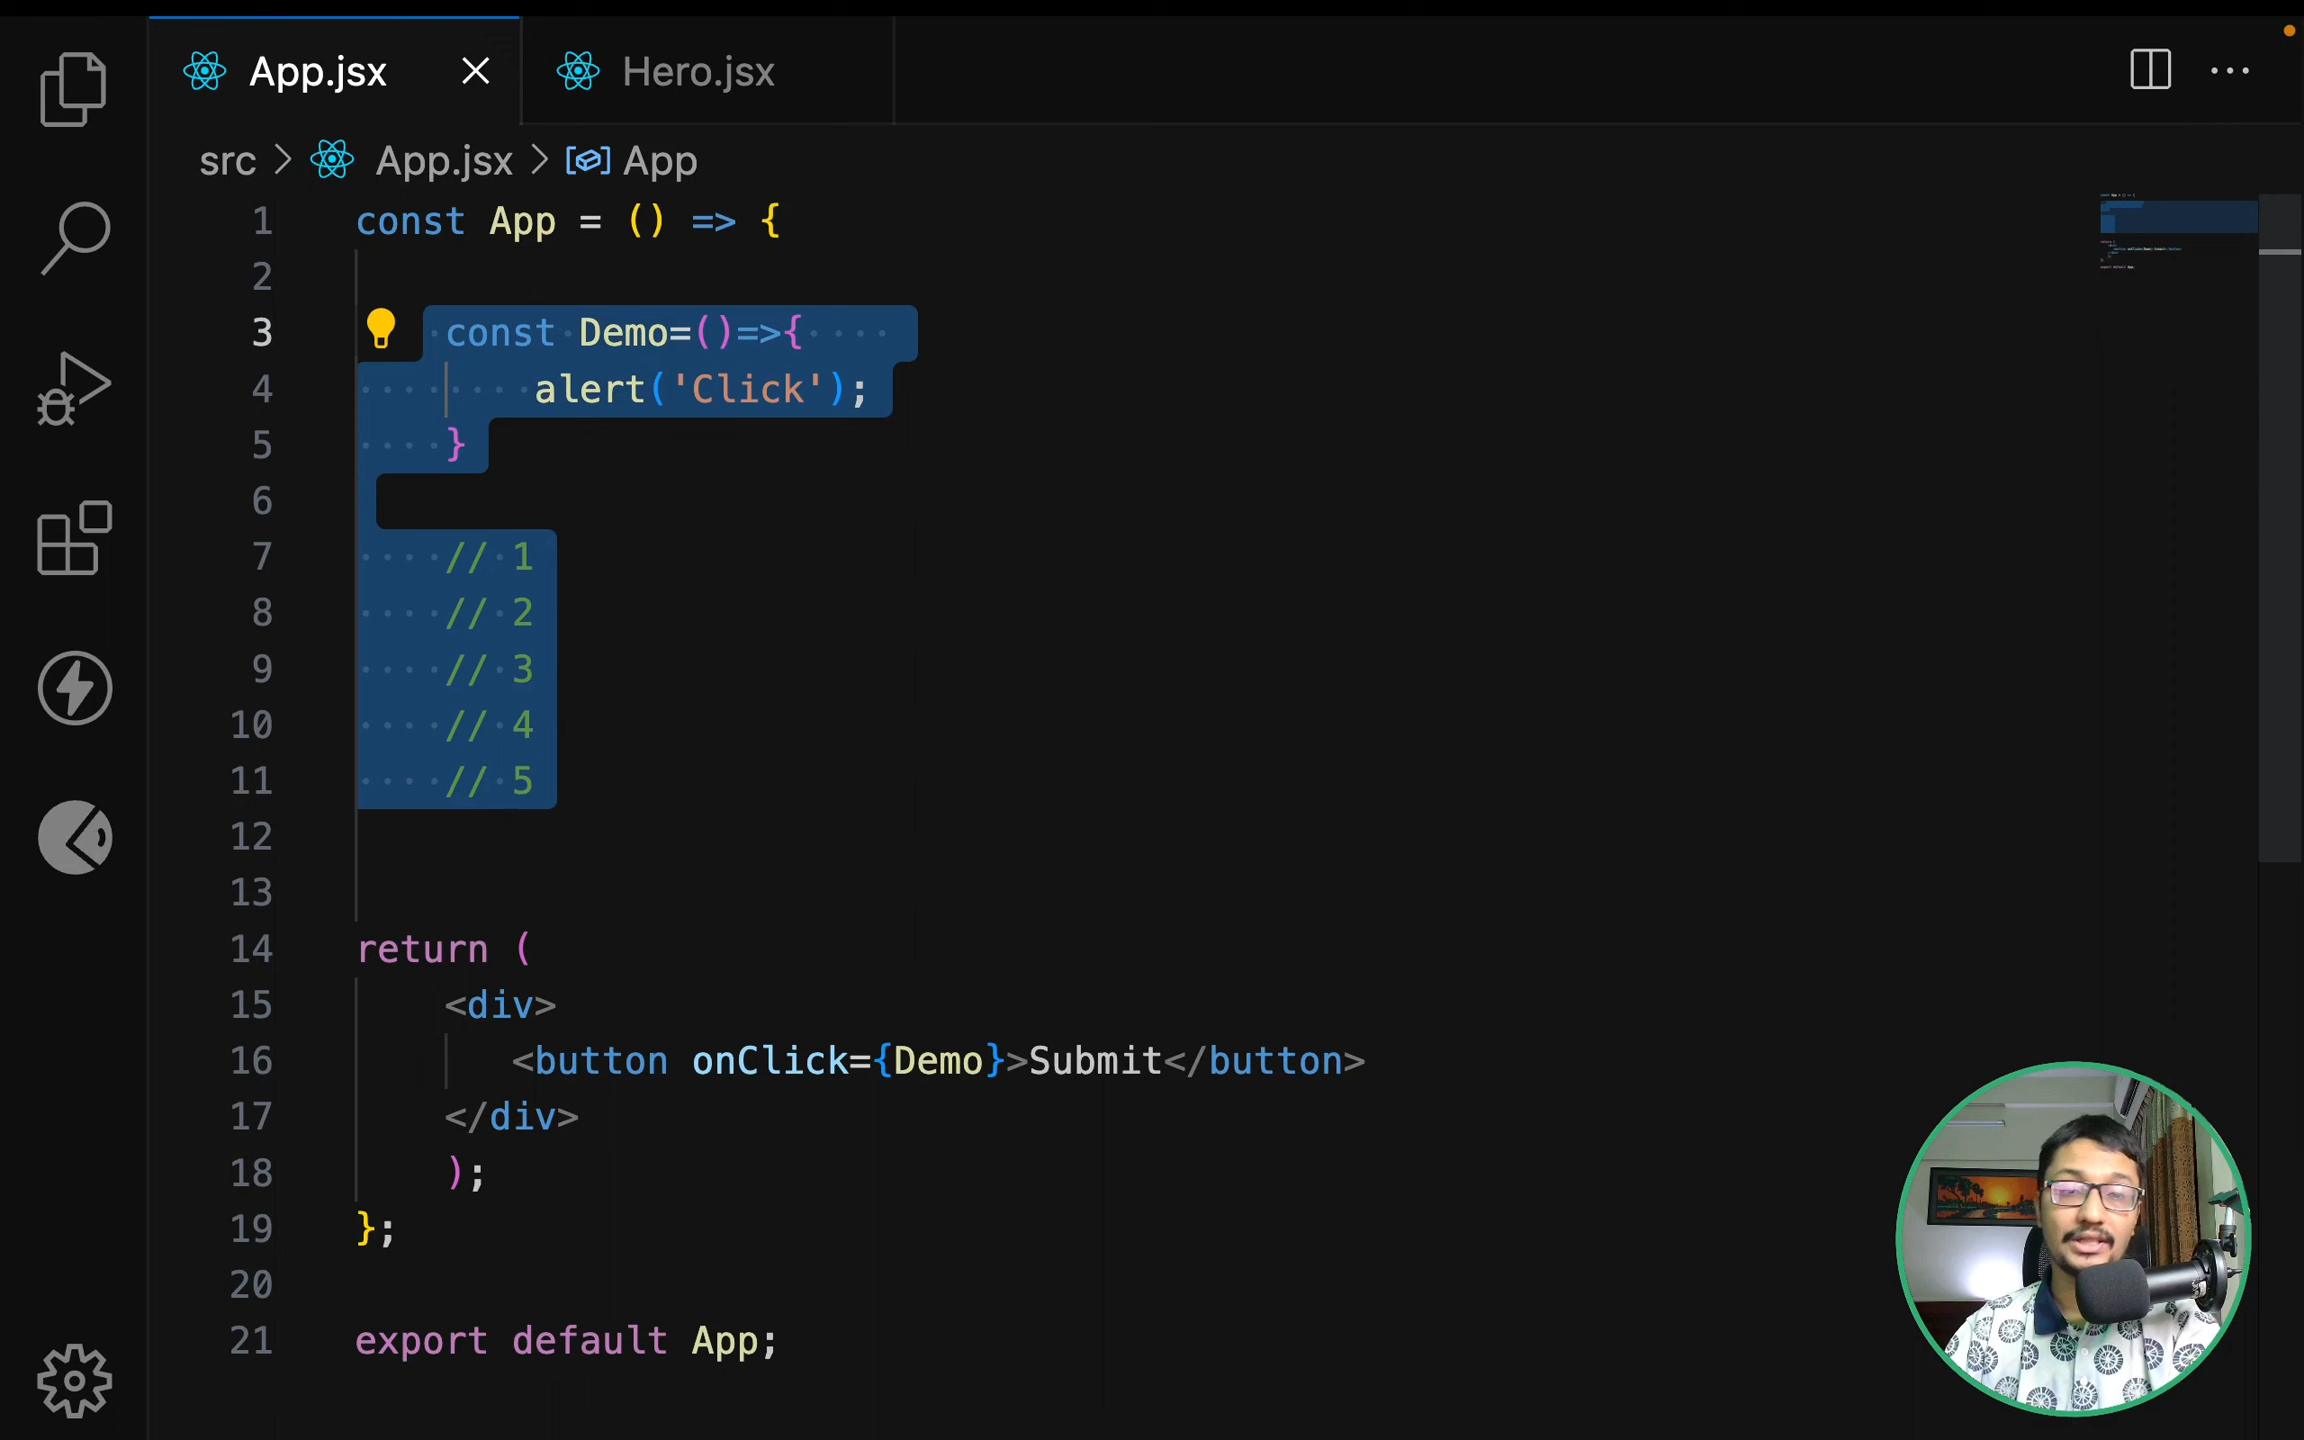 App.jsx
Hero.jsx
src > App.jsx > App
1 const App = () => {
2
3 const Demo=()=>{
4 alert('Click');
5 }
6
7 // 1
8 // 2
9 // 3
10 // 4
11 // 5
12
13
14 return (
15 <div>
16 <button onClick={Demo}>Submit</button>
17 </div>
18 );
19 };
20
21 export default App;